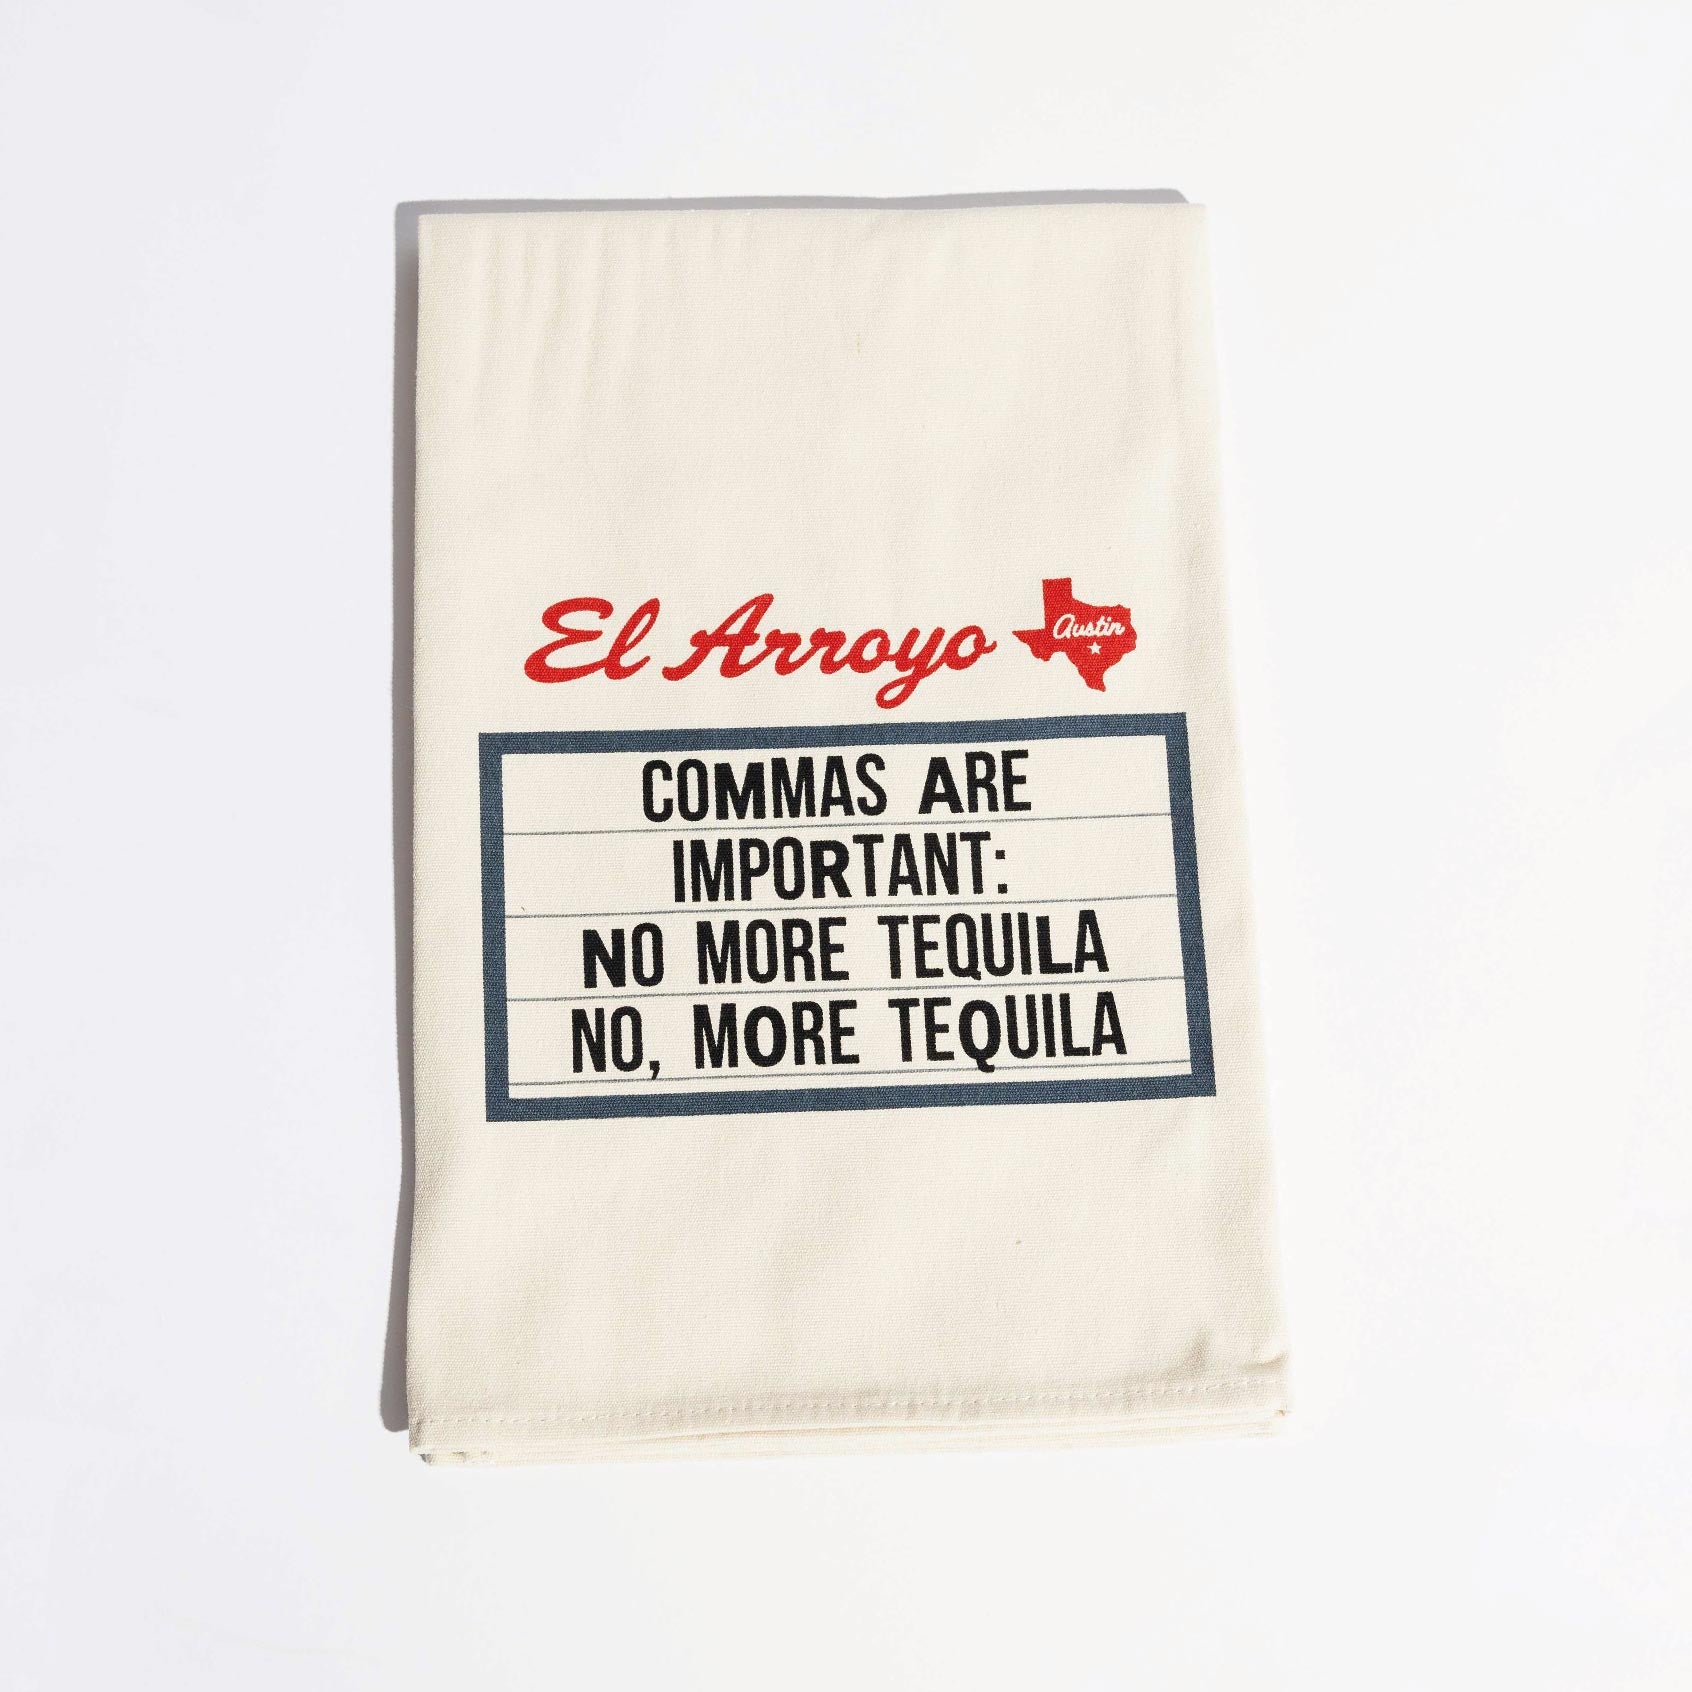 El Arroyo
Austin
COMMAS ARE
IMPORTANT:
NO MORE TEQUILA
NO, MORE TEQUILA